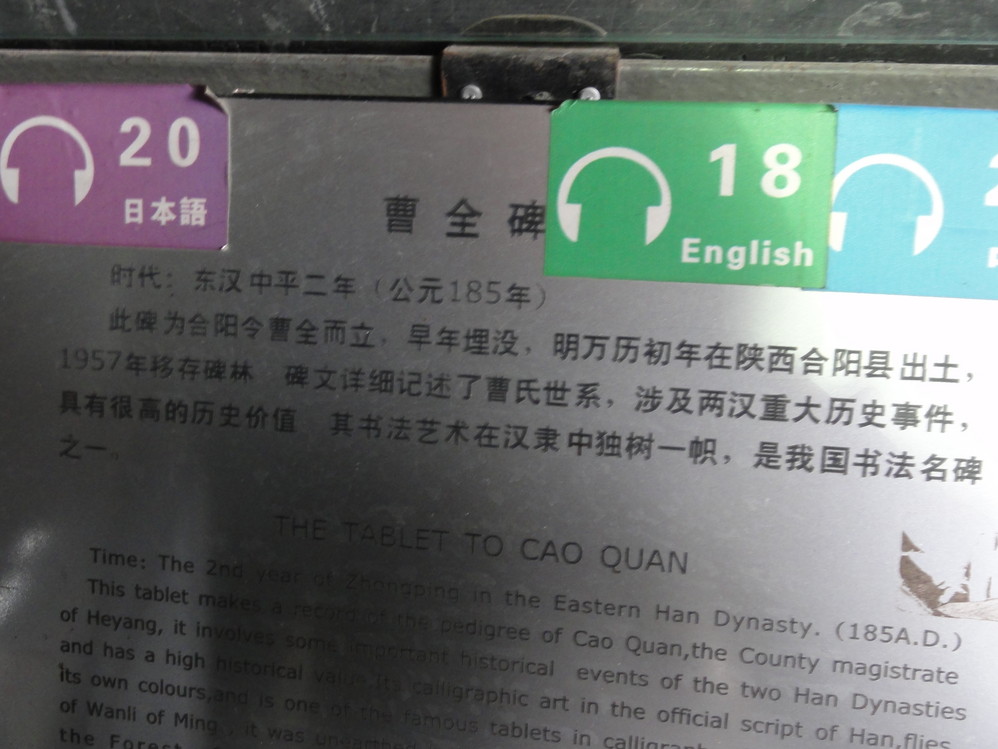 20
日本語
18
English
曹全碑
时代：东汉中平二年（公元185年）
此碑为合阳令曹全而立，早年埋没，明万历初年在陕西合阳县出土，
1957年移存碑林 碑文详细记述了曹氏世系，涉及两汉重大历史事件，
具有很高的历史价值 其书法艺术在汉隶中独树一帜，是我国书法名碑
之一。
THE TABLET TO CAO QUAN
Time: The 2nd year of Zhongping in the Eastern Han Dynasty. (185A.D.)
This tablet makes a record of the pedigree of Cao Quan,the County magistrate
of Heyang, it involves some important historical events of the two Han Dynasties
and has a high historical value Its calligraphic art in the official script of Han,flies
its own colours,and is one of the famous tablets in
of Wanli of Ming , it was unearthed
the Forest